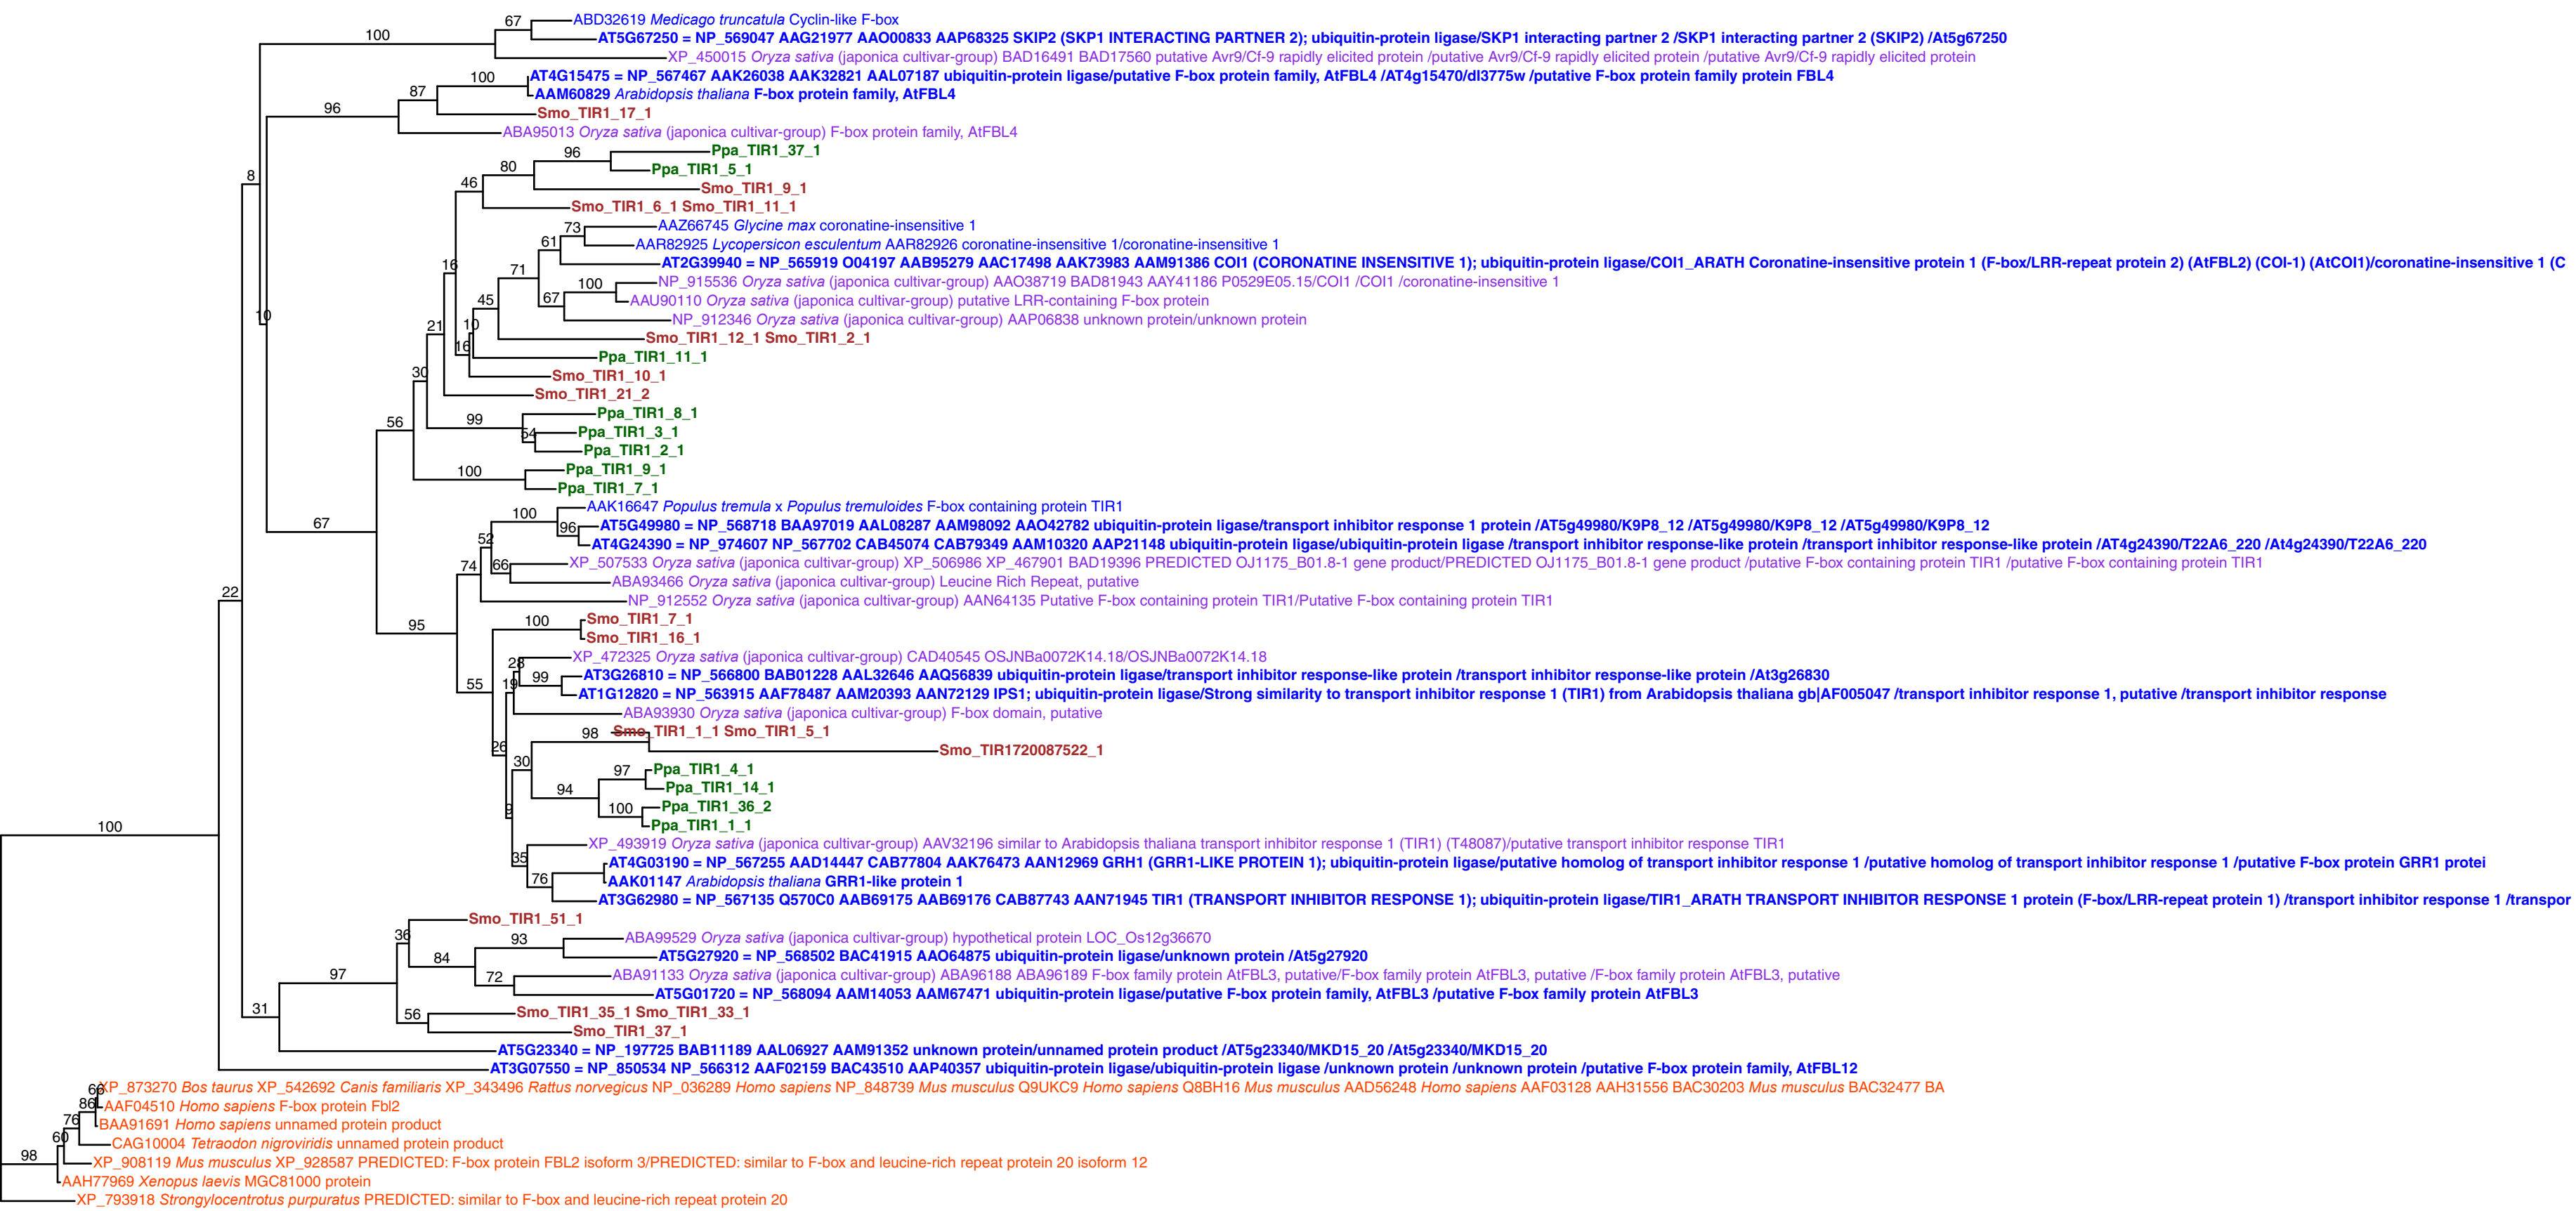 67
ABD32619 Medicago truncatula Cyclin-like F-box
100
AT5G67250 = NP_569047 AAG21977 AAO00833 AAP68325 SKIP2 (SKP1 INTERACTING PARTNER 2); ubiquitin-protein ligase/SKP1 interacting partner 2 /SKP1 interacting partner 2 (SKIP2) /At5g67250
XP_450015 Oryza sativa (japonica cultivar-group) BAD16491 BAD17560 putative Avr9/Cf-9 rapidly elicited protein /putative Avr9/Cf-9 rapidly elicited protein /putative Avr9/Cf-9 rapidly elicited protein
100
AT4G15475 = NP_567467 AAK26038 AAK32821 AAL07187 ubiquitin-protein ligase/putative F-box protein family, AtFBL4 /AT4g15470/dl3775w /putative F-box protein family protein FBL4
87
AAM60829 Arabidopsis thaliana F-box protein family, AtFBL4
96
Smo_TIR1_17_1
ABA95013 Oryza sativa (japonica cultivar-group) F-box protein family, AtFBL4
96
Ppa_TIR1_37_1
80
Ppa_TIR1_5_1
8
46
Smo_TIR1_9_1
Smo_TIR1_6_1 Smo_TIR1_11_1
73
AAZ66745 Glycine max coronatine-insensitive 1
61
AAR82925 Lycopersicon esculentum AAR82926 coronatine-insensitive 1/coronatine-insensitive 1
16
71
AT2G39940 = NP_565919 O04197 AAB95279 AAC17498 AAK73983 AAM91386 COI1 (CORONATINE INSENSITIVE 1); ubiquitin-protein ligase/COI1_ARATH Coronatine-insensitive protein 1 (F-box/LRR-repeat protein 2) (AtFBL2) (COI-1) (AtCOI1)/coronatine-insensitive 1 (C
100
NP_915536 Oryza sativa (japonica cultivar-group) AAO38719 BAD81943 AAY41186 P0529E05.15/COI1 /COI1 /coronatine-insensitive 1
45
67
AAU90110 Oryza sativa (japonica cultivar-group) putative LRR-containing F-box protein
10
21
10
NP_912346 Oryza sativa (japonica cultivar-group) AAP06838 unknown protein/unknown protein
16
Smo_TIR1_12_1 Smo_TIR1_2_1
Ppa_TIR1_11_1
30
Smo_TIR1_10_1
Smo_TIR1_21_2
56
99
Ppa_TIR1_8_1
54
Ppa_TIR1_3_1
Ppa_TIR1_2_1
100
Ppa_TIR1_9_1
Ppa_TIR1_7_1
67
100
AAK16647 Populus tremula x Populus tremuloides F-box containing protein TIR1
96
AT5G49980 = NP_568718 BAA97019 AAL08287 AAM98092 AAO42782 ubiquitin-protein ligase/transport inhibitor response 1 protein /AT5g49980/K9P8_12 /AT5g49980/K9P8_12 /AT5g49980/K9P8_12
52
AT4G24390 = NP_974607 NP_567702 CAB45074 CAB79349 AAM10320 AAP21148 ubiquitin-protein ligase/ubiquitin-protein ligase /transport inhibitor response-like protein /transport inhibitor response-like protein /AT4g24390/T22A6_220 /At4g24390/T22A6_220
74
66
XP_507533 Oryza sativa (japonica cultivar-group) XP_506986 XP_467901 BAD19396 PREDICTED OJ1175_B01.8-1 gene product/PREDICTED OJ1175_B01.8-1 gene product /putative F-box containing protein TIR1 /putative F-box containing protein TIR1
ABA93466 Oryza sativa (japonica cultivar-group) Leucine Rich Repeat, putative
22
NP_912552 Oryza sativa (japonica cultivar-group) AAN64135 Putative F-box containing protein TIR1/Putative F-box containing protein TIR1
95
100
Smo_TIR1_7_1
Smo_TIR1_16_1
28
XP_472325 Oryza sativa (japonica cultivar-group) CAD40545 OSJNBa0072K14.18/OSJNBa0072K14.18
55
19
99
AT3G26810 = NP_566800 BAB01228 AAL32646 AAQ56839 ubiquitin-protein ligase/transport inhibitor response-like protein /transport inhibitor response-like protein /At3g26830
AT1G12820 = NP_563915 AAF78487 AAM20393 AAN72129 IPS1; ubiquitin-protein ligase/Strong similarity to transport inhibitor response 1 (TIR1) from Arabidopsis thaliana gb|AF005047 /transport inhibitor response 1, putative /transport inhibitor response
ABA93930 Oryza sativa (japonica cultivar-group) F-box domain, putative
26
98
Smo_TIR1_1_1 Smo_TIR1_5_1
Smo_TIR1720087522_1
30
97
Ppa_TIR1_4_1
94
Ppa_TIR1_14_1
9
100
Ppa_TIR1_36_2
Ppa_TIR1_1_1
100
XP_493919 Oryza sativa (japonica cultivar-group) AAV32196 similar to Arabidopsis thaliana transport inhibitor response 1 (TIR1) (T48087)/putative transport inhibitor response TIR1
35
AT4G03190 = NP_567255 AAD14447 CAB77804 AAK76473 AAN12969 GRH1 (GRR1-LIKE PROTEIN 1); ubiquitin-protein ligase/putative homolog of transport inhibitor response 1 /putative homolog of transport inhibitor response 1 /putative F-box protein GRR1 protei
76
AAK01147 Arabidopsis thaliana GRR1-like protein 1
AT3G62980 = NP_567135 Q570C0 AAB69175 AAB69176 CAB87743 AAN71945 TIR1 (TRANSPORT INHIBITOR RESPONSE 1); ubiquitin-protein ligase/TIR1_ARATH TRANSPORT INHIBITOR RESPONSE 1 protein (F-box/LRR-repeat protein 1) /transport inhibitor response 1 /transpor
Smo_TIR1_51_1
36
93
ABA99529 Oryza sativa (japonica cultivar-group) hypothetical protein LOC_Os12g36670
84
AT5G27920 = NP_568502 BAC41915 AAO64875 ubiquitin-protein ligase/unknown protein /At5g27920
97
72
ABA91133 Oryza sativa (japonica cultivar-group) ABA96188 ABA96189 F-box family protein AtFBL3, putative/F-box family protein AtFBL3, putative /F-box family protein AtFBL3, putative
AT5G01720 = NP_568094 AAM14053 AAM67471 ubiquitin-protein ligase/putative F-box protein family, AtFBL3 /putative F-box family protein AtFBL3
31
56
Smo_TIR1_35_1 Smo_TIR1_33_1
Smo_TIR1_37_1
AT5G23340 = NP_197725 BAB11189 AAL06927 AAM91352 unknown protein/unnamed protein product /AT5g23340/MKD15_20 /At5g23340/MKD15_20
AT3G07550 = NP_850534 NP_566312 AAF02159 BAC43510 AAP40357 ubiquitin-protein ligase/ubiquitin-protein ligase /unknown protein /unknown protein /putative F-box protein family, AtFBL12
66
XP_873270 Bos taurus XP_542692 Canis familiaris XP_343496 Rattus norvegicus NP_036289 Homo sapiens NP_848739 Mus musculus Q9UKC9 Homo sapiens Q8BH16 Mus musculus AAD56248 Homo sapiens AAF03128 AAH31556 BAC30203 Mus musculus BAC32477 BA
86
AAF04510 Homo sapiens F-box protein Fbl2
76
BAA91691 Homo sapiens unnamed protein product
60
CAG10004 Tetraodon nigroviridis unnamed protein product
98
XP_908119 Mus musculus XP_928587 PREDICTED: F-box protein FBL2 isoform 3/PREDICTED: similar to F-box and leucine-rich repeat protein 20 isoform 12
AAH77969 Xenopus laevis MGC81000 protein
XP_793918 Strongylocentrotus purpuratus PREDICTED: similar to F-box and leucine-rich repeat protein 20